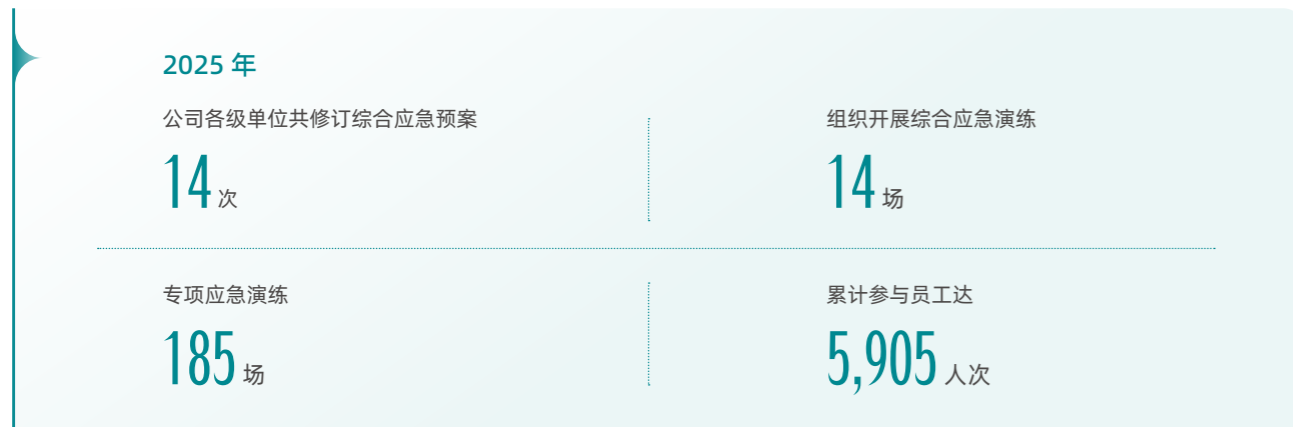 2025 年
公司各级单位共修订综合应急预案
14 次
组织开展综合应急演练
14 场
专项应急演练
185 场
累计参与员工达
5,905 人次